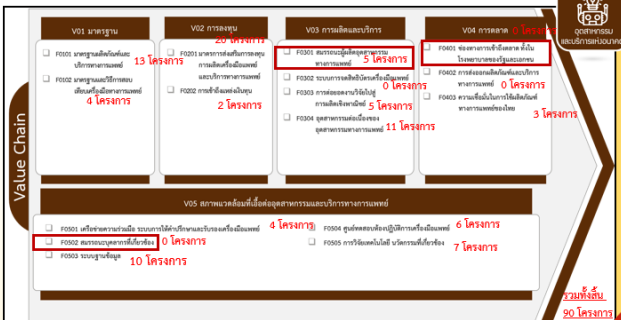 อุตสาหกรรม
และบริการแห่งอนาคต
Value Chain
V01 มาตรฐาน
F0101 มาตรฐานผลิตภัณฑ์และ
บริการทางการแพทย์
13 โครงการ
F0102 มาตรฐานและวิธีการสอบ
เทียบเครื่องมือทางการแพทย์
4 โครงการ
V02 การลงทุน
20 โครงการ
F0201 มาตรการส่งเสริมการลงทุน
การผลิตเครื่องมือแพทย์
และบริการทางการแพทย์
F0202 การเข้าถึงแหล่งเงินทุน
2 โครงการ
V03 การผลิตและบริการ
F0301 สมรรถนะผู้ผลิตอุตสาหกรรม
ทางการแพทย์
5 โครงการ
F0302 ระบบการจดสิทธิบัตรเครื่องมือแพทย์
0 โครงการ
F0303 การต่อยอดงานวิจัยไปสู่
การผลิตเชิงพาณิชย์
5 โครงการ
F0304 อุตสาหกรรมต่อเนื่องของ
อุตสาหกรรมทางการแพทย์
11 โครงการ
V04 การตลาด
0 โครงการ
F0401 ช่องทางการเข้าถึงตลาด ทั้งใน
โรงพยาบาลของรัฐและเอกชน
F0402 การส่งออกผลิตภัณฑ์และบริการ
ทางการแพทย์
0 โครงการ
F0403 ความเชื่อมั่นในการใช้ผลิตภัณฑ์
ทางการแพทย์ของไทย
3 โครงการ
V05 สภาพแวดล้อมที่เอื้อต่ออุตสาหกรรมและบริการทางการแพทย์
F0501 เครือข่ายความร่วมมือ ระบบการให้คำปรึกษาและรับรองเครื่องมือแพทย์
4 โครงการ
F0502 สมรรถนะบุคลากรที่เกี่ยวข้อง
0 โครงการ
F0503 ระบบฐานข้อมูล
10 โครงการ
F0504 ศูนย์ทดสอบห้องปฏิบัติการเครื่องมือแพทย์
6 โครงการ
F0505 การวิจัยเทคโนโลยี นวัตกรรมที่เกี่ยวข้อง
7 โครงการ
รวมทั้งสิ้น
90 โครงการ